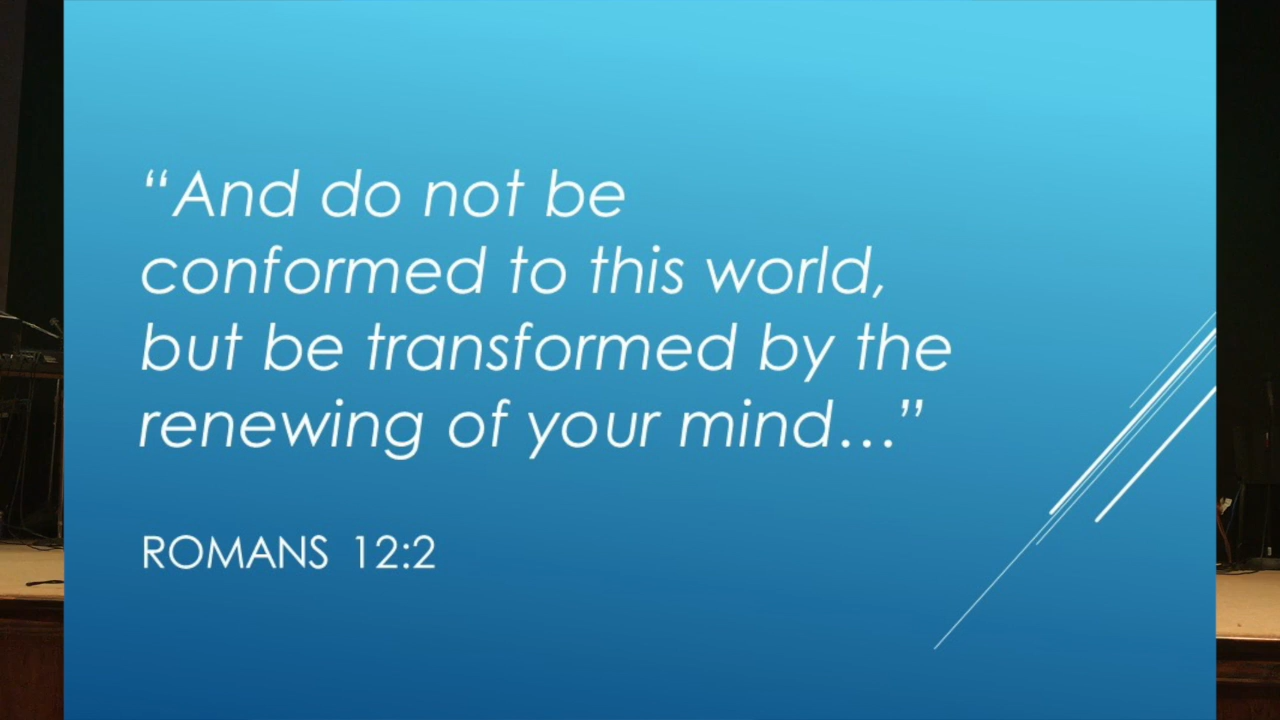 “And do not be
conformed to this world,
but be transformed by the
renewing of your mind…”
ROMANS 12:2